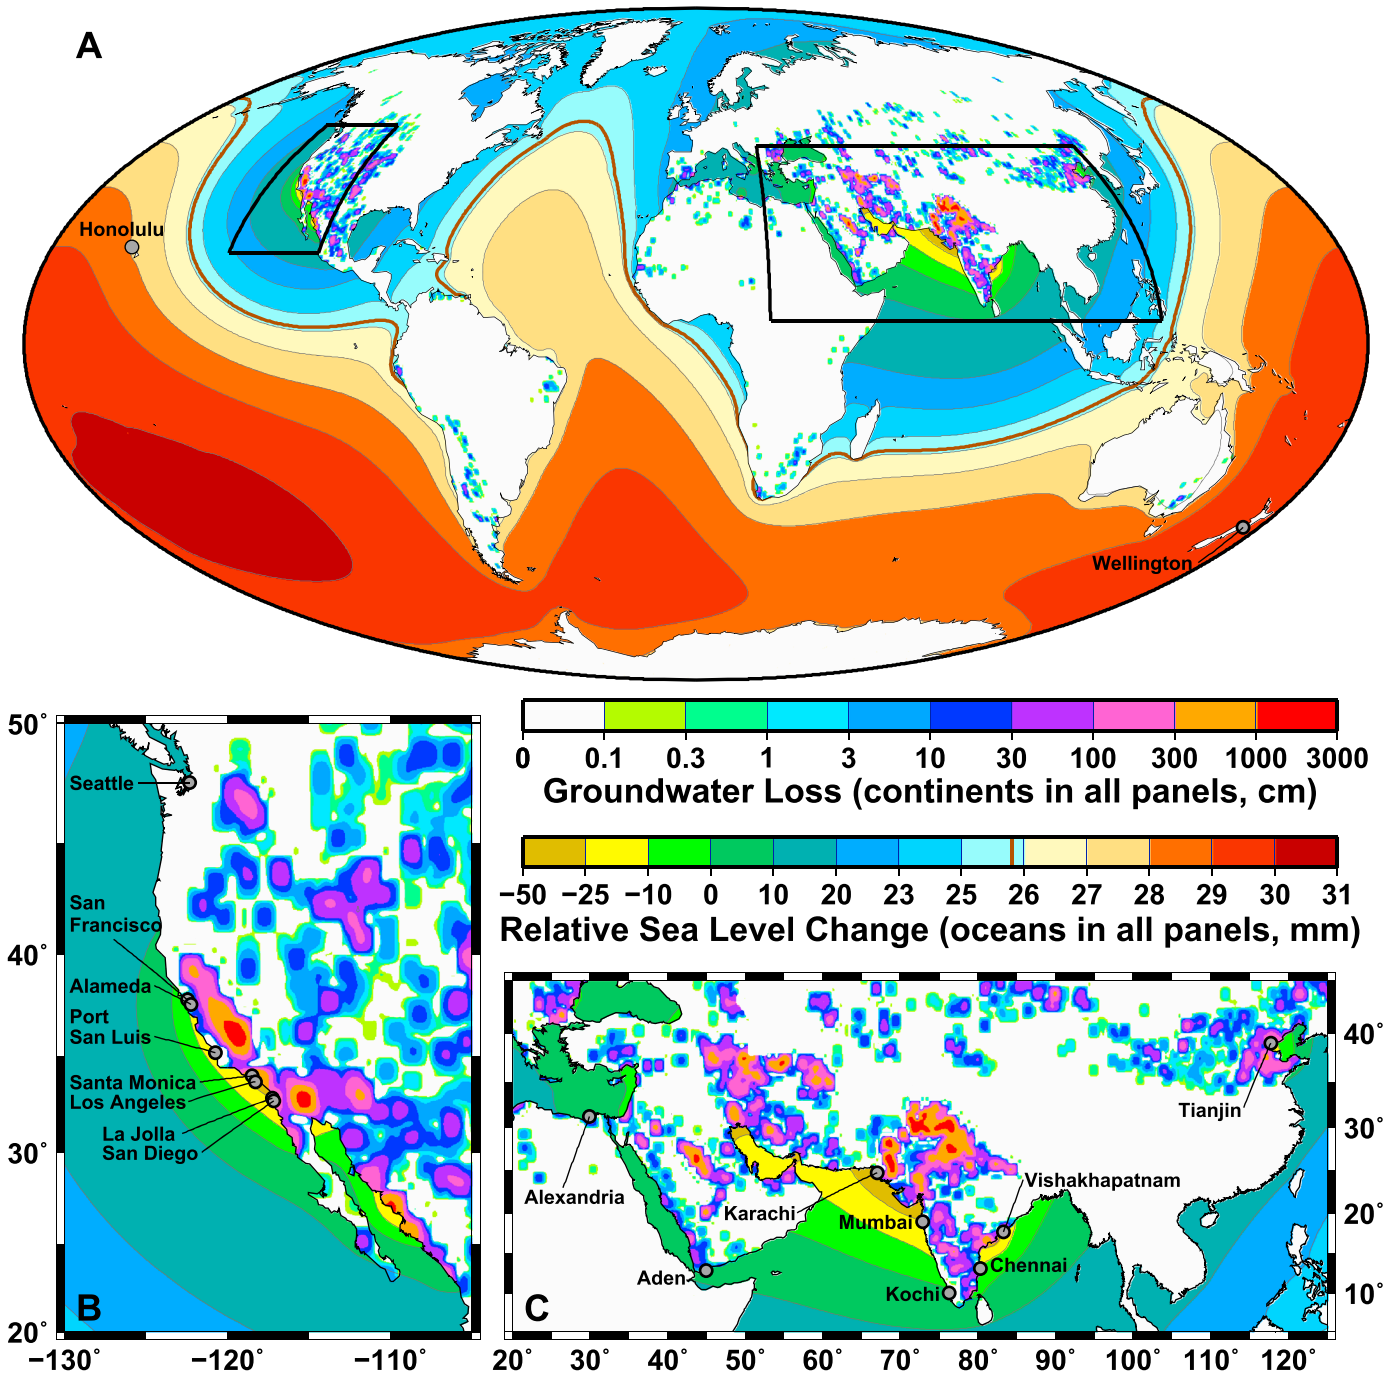 A
Honolulu
Wellington
0 0.1 0.3 1 3 10 30 100 300 1000 3000
Groundwater Loss (continents in all panels, cm)
−50 −25 −10 0 10 20 23 25 26 27 28 29 30 31
Relative Sea Level Change (oceans in all panels, mm)
50°
40°
30°
20°
Seattle
San
Francisco
Alameda
Port
San Luis
Santa Monica
Los Angeles
La Jolla
San Diego
B
−130 −120° −110°
Tianjin
Alexandria
Vishakhapatnam
Karachi
Mumbai
Chennai
Aden
Kochi
C
40°
30°
20°
10°
20° 30° 40° 50° 60° 70° 80° 90° 100° 110° 120°